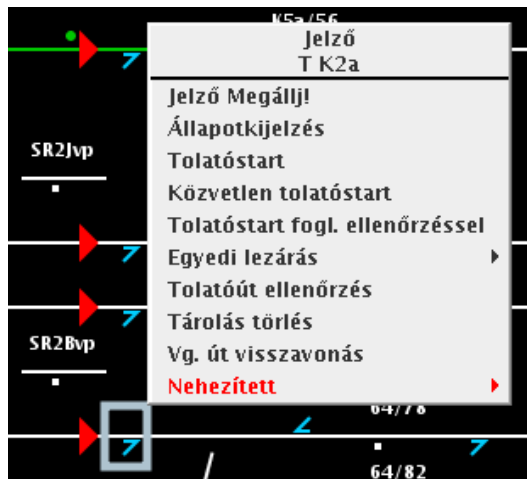 K5a/56
Jelző
T K2a
Jelző Megállj!
Állapotkijelzés
SR2Jvp
Tolatóstart
Közvetlen tolatóstart
Tolatóstart fogl. ellenőrzéssel
Egyedi lezárás
Tolatóút ellenőrzés
Tárolás törlés
SR2Bvp
Vg. út visszavonás
Nehezített
64/78
64/82